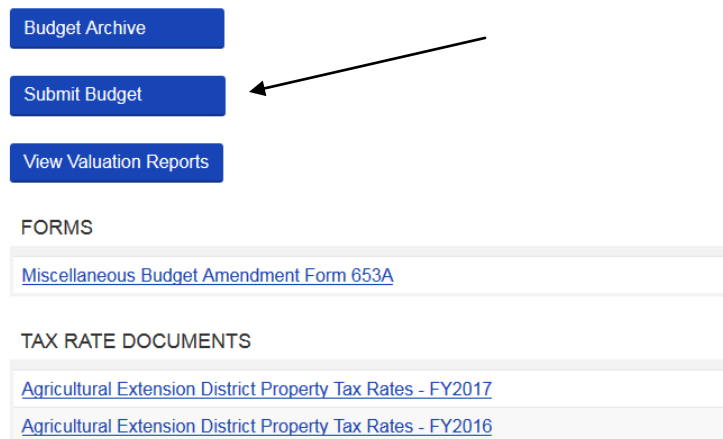 Budget Archive
Submit Budget
View Valuation Reports
FORMS
Miscellaneous Budget Amendment Form 653A
TAX RATE DOCUMENTS
Agricultural Extension District Property Tax Rates - FY2017
Agricultural Extension District Property Tax Rates - FY2016